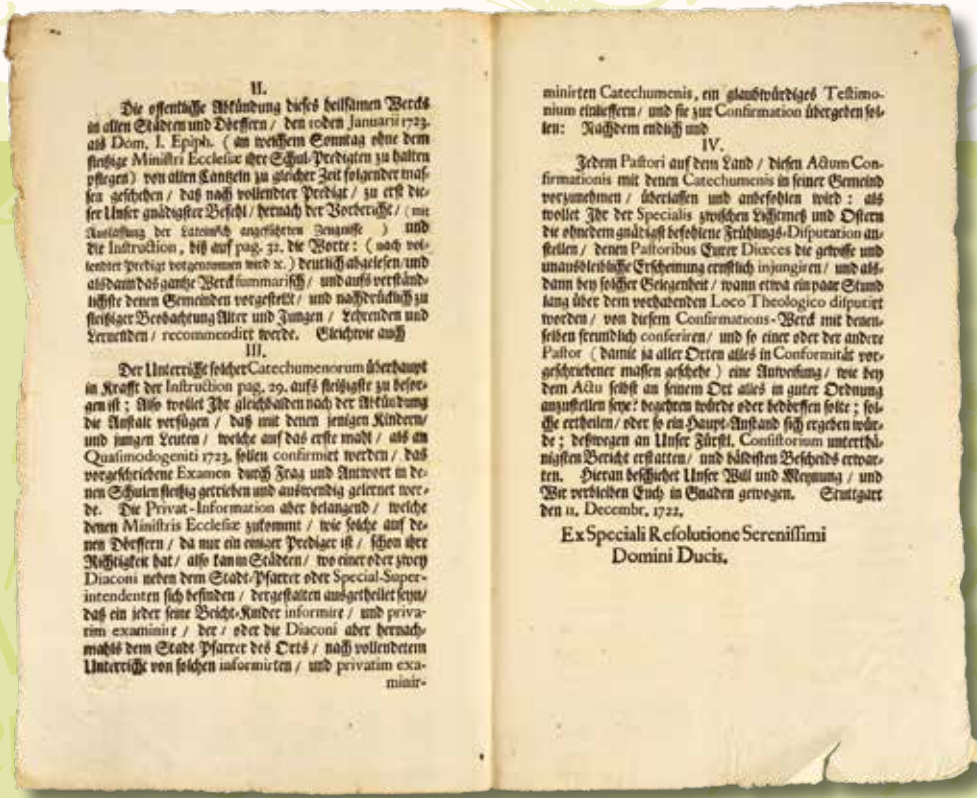 II.
Die offentliche Abkündung dieses heilsamen Wercks
in allen Städten und Dörffern / den 10den Januarii 1723.
als Dom. I. Epiph. (an welchem Sonntag ohne dem
fleißige Ministri Ecclesiæ ihre Schul-Predigten zu halten
pflegen) von allen Cantzeln zu gleicher Zeit folgender mas-
sen geschehen / daß nach vollendter Predigt / zu erst die-
ser Unser gnädigster Befehl / hernach der Vorbericht / (mit
Auslassung der Lateinisch angeführten Zeugnisse) und
die Instruction, biß auf pag. 32. die Worte: (nach vol-
lendter Predigt vorgenommen wird ꝛc.) deutlich abgelesen / und
alsdann das gantze Werck summarisch / und aufs verständ-
lichste denen Gemeinden vorgestellt / und nachdrücklich zu
fleißiger Beobachtung Alter und Jungen / Lehrenden und
Lernenden / recommendirt werde. Gleichwie auch
III.
Der Unterricht solcher Catechumenorum überhaupt
in Krafft der Instruction pag. 29. aufs fleißigste zu besor-
gen ist; Also wollet Ihr gleichbalden nach der Abkündung
die Anstalt verfügen / daß mit denen jenigen Kindern /
und jungen Leuten / welche auf das erste mahl / als an
Quasimodogeniti 1723. sollen confirmirt werden / das
vorgeschriebene Examen durch Frag und Antwort in de-
nen Schulen fleißig getrieben und auswendig gelernet wer-
de. Die Privat-Information aber belangend / welche
denen Ministris Ecclesiæ zukommt / wie solche auf de-
nen Dörffern / da nur ein einiger Prediger ist / schon ihre
Richtigkeit hat / also kan in Städten / wo einer oder zwey
Diaconi neben dem Stadt-Pfarrer oder Special-Super-
intendenten sich befinden / dergestalten ausgetheilet seyn /
daß ein jeder seine Beicht-Kinder informire / und priva-
tim examinire / der / oder die Diaconi aber hernach-
mahls dem Stadt-Pfarrer des Orts / nach vollendetem
Unterricht von solchen informirten / und privatim exa-
minir-
minirten Catechumenis, ein glaubwürdiges Testimo-
nium einlieffern / und sie zur Confirmation übergeben sol-
len: Nachdem endlich und
IV.
Jedem Pastori auf dem Land / diesen Actum Con-
firmationis mit denen Catechumenis in seiner Gemeind
vorzunehmen / überlassen und anbefohlen wird: als
wollet Ihr der Specialis zwischen Lichtmeß und Ostern
die ohnedem gnädigst befohlene Frühlings-Disputation an-
stellen / denen Pastoribus Eurer Diœces die gewisse und
unausbleibliche Erscheinung ernstlich injungiren / und als-
dann bey solcher Gelegenheit / wann etwa ein paar Stund
lang über dem vorhabenden Loco Theologico disputirt
worden / von diesem Confirmations-Werck mit denen-
selben freundlich conferiren / und so einer oder der andere
Pastor (damit ja aller Orten alles in Conformität vor-
geschriebener massen geschehe) eine Anweisung / wie bey
dem Actu selbst an seinem Ort alles in guter Ordnung
anzustellen seye? begehren würde oder bedörffen solte; sol-
che ertheilen / oder so ein Haupt-Anstand sich ergeben wür-
de; deßwegen an Unser Fürstl. Consistorium unterthä-
nigsten Bericht erstatten / und bäldisten Bescheids erwar-
ten. Hieran beschiehet Unser Will und Meynung / und
Wir verbleiben Euch in Gnaden gewogen. Stuttgart
den 11. Decembr. 1722.
Ex Speciali Resolutione Serenissimi
Domini Ducis.